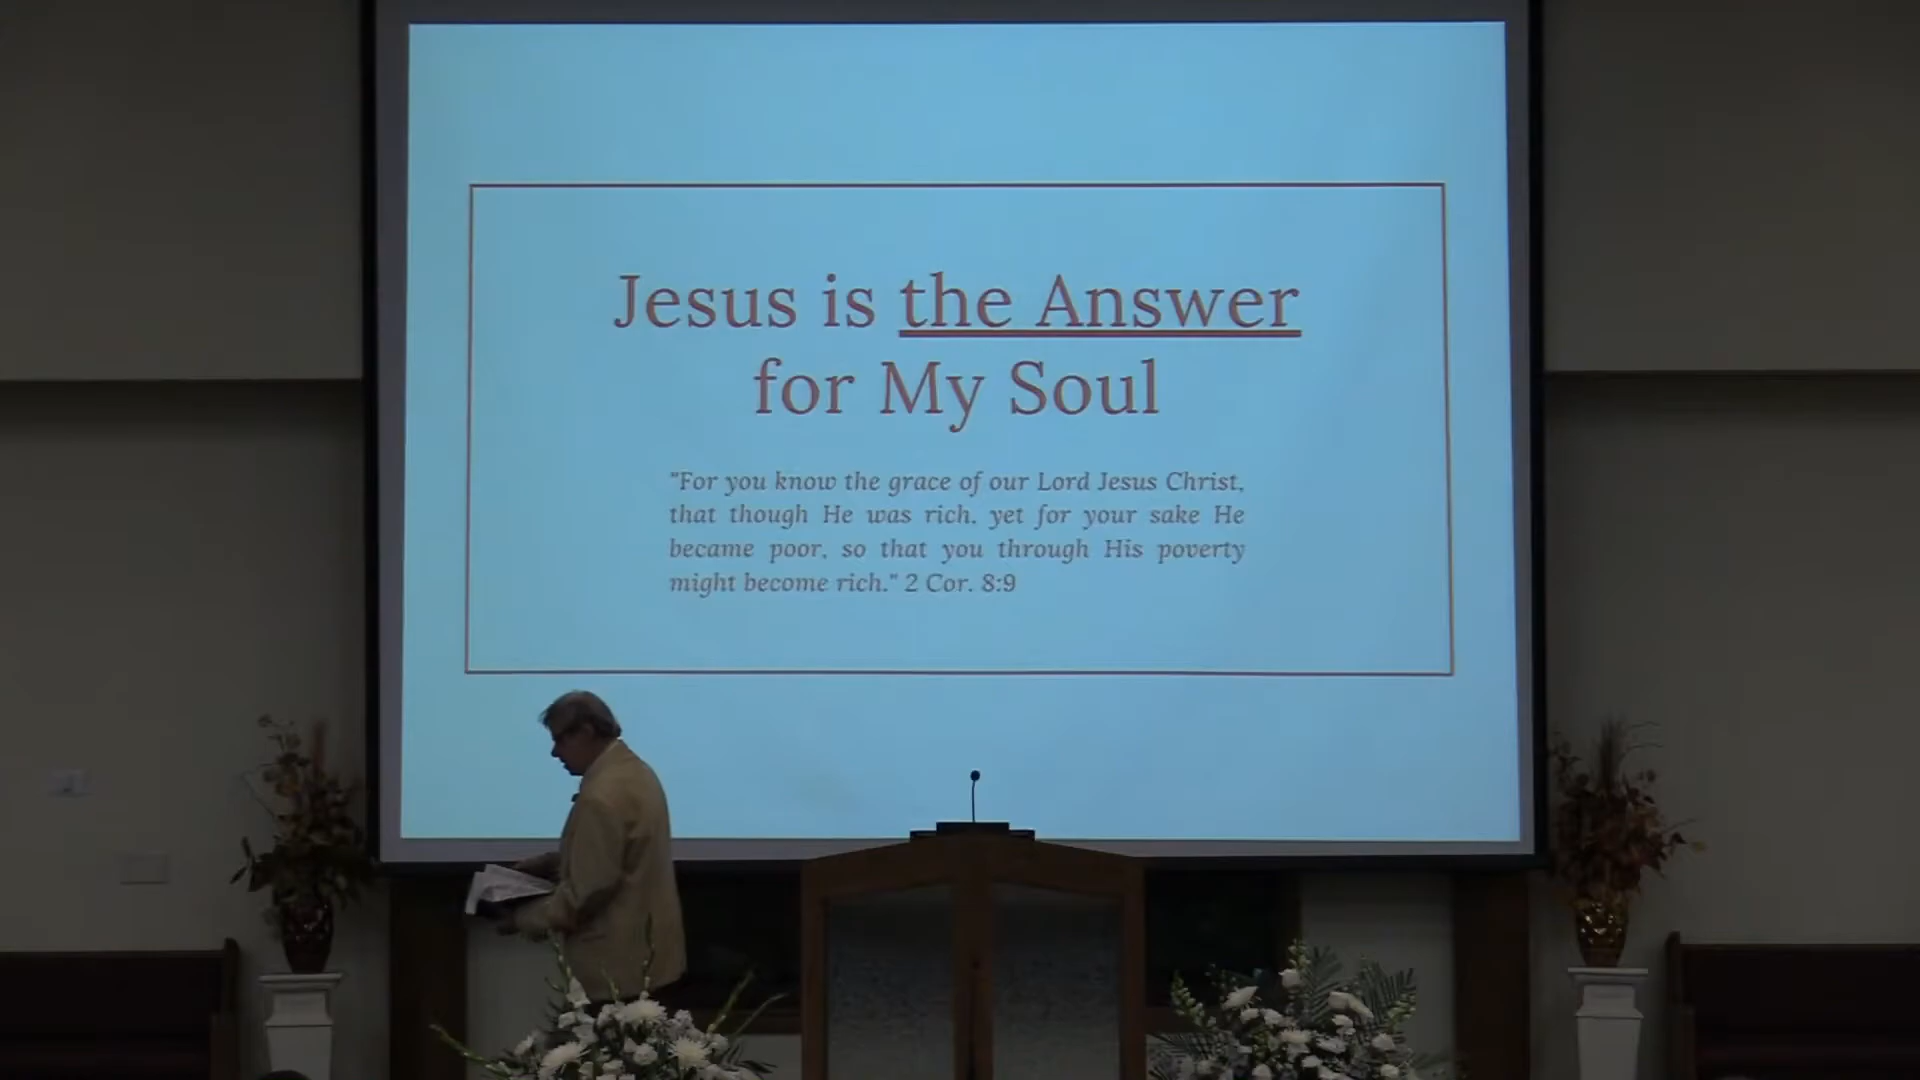 Jesus is the Answer
for My Soul
"For you know the grace of our Lord Jesus Christ,
that though He was rich, yet for your sake He
became poor, so that you through His poverty
might become rich." 2 Cor. 8:9